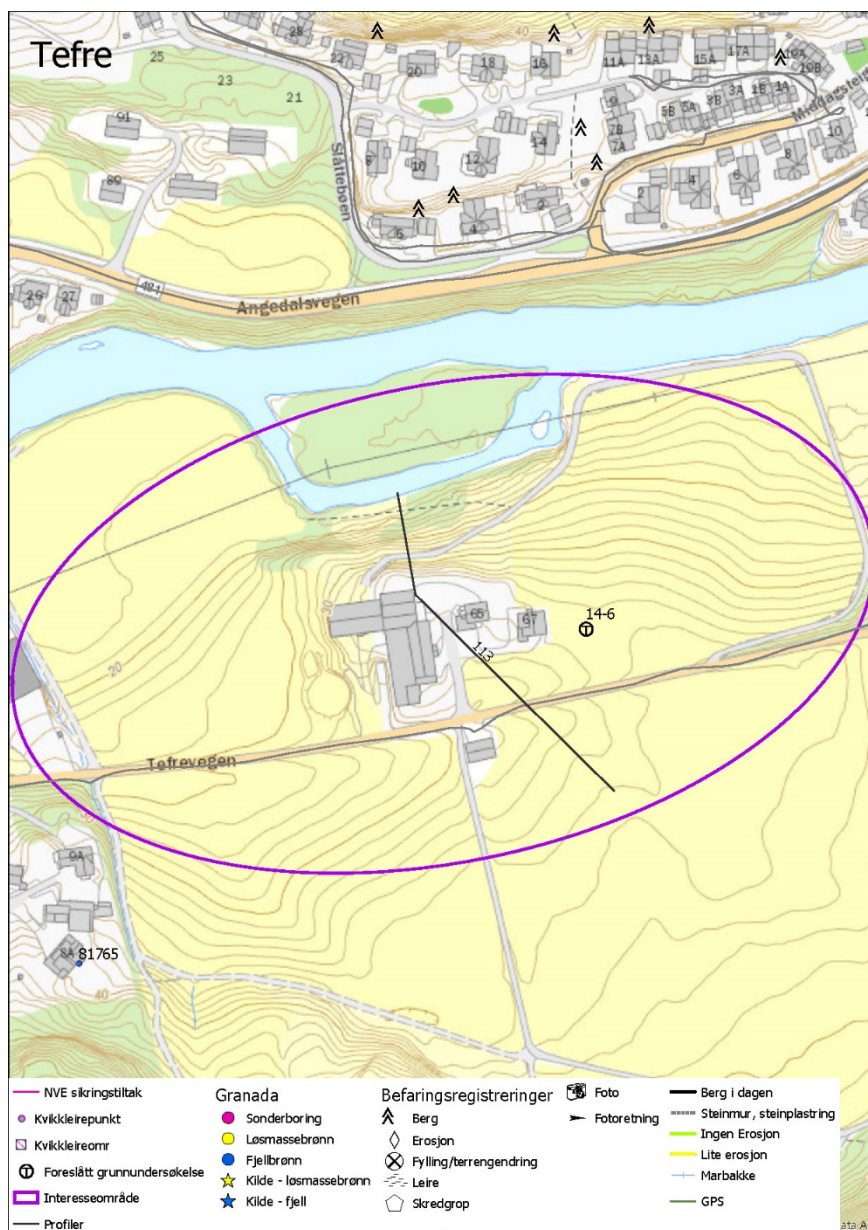 Tefre
28
22
20
18
16
11A
13A
15A
17A
19A
19B
25
23
21
91
89
9
7B
7A
5B
5A
3B
3A
1B
1A
10
8
10
12
14
8
6
4
2
6
4
2
Slåttebøen
26
27
481
Angedalsvegen
30
65
67
14-6
113
20
Tefrevegen
9A
8A
81765
40
NVE sikringstiltak
Kvikkleirepunkt
Kvikkleireomr
Foreslått grunnundersøkelse
Interesseområde
Profiler
Granada
Sonderboring
Løsmassebrønn
Fjellbrønn
Kilde - løsmassebrønn
Kilde - fjell
Befaringsregistreringer
Berg
Erosjon
Fylling/terrengendring
Leire
Skredgrop
Foto
Fotoretning
Berg i dagen
Steinmur, steinplastring
Ingen Erosjon
Lite erosjon
Marbakke
GPS